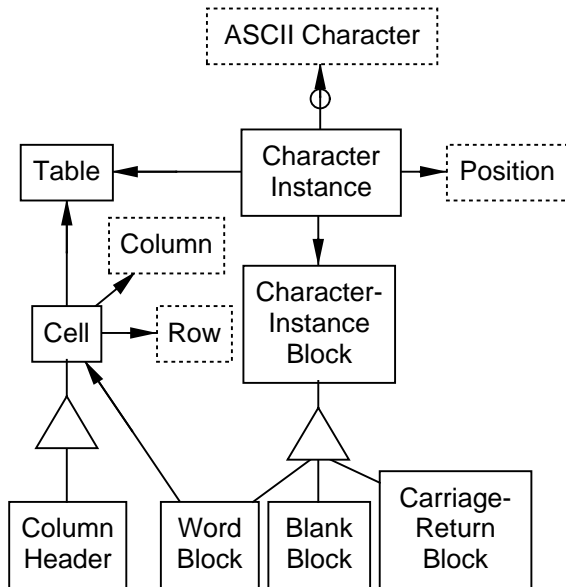 ASCII Character
Character
Instance
Table
Position
Column
Character-
Instance
Block
Cell
Row
Column
Header
Word
Block
Blank
Block
Carriage-
Return
Block